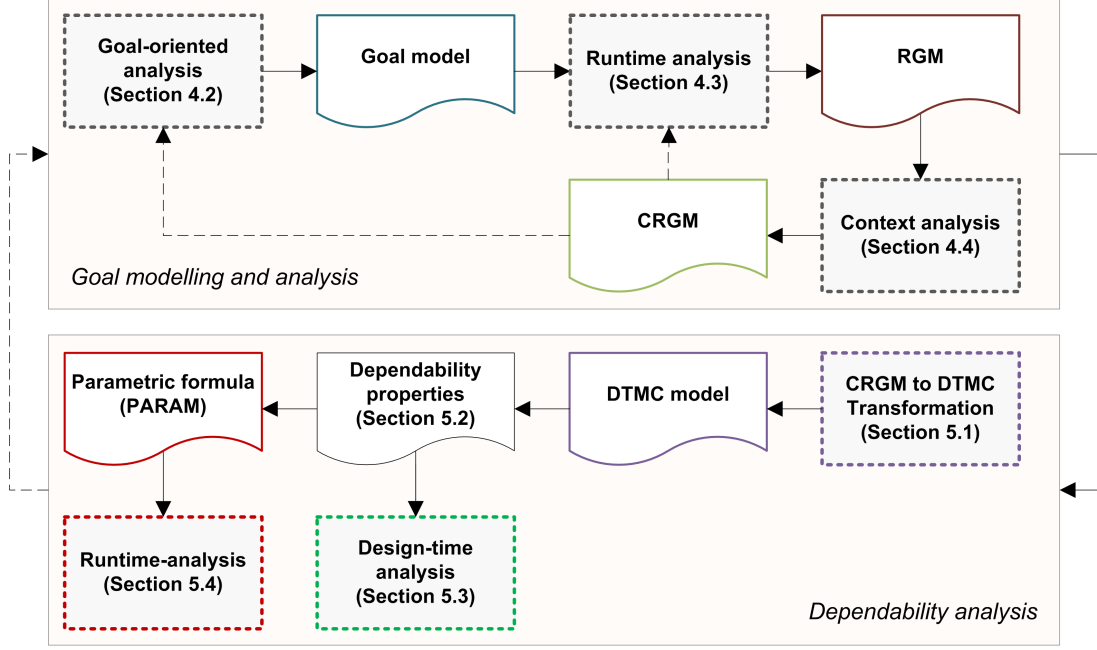 Goal-oriented
analysis
(Section 4.2)
Goal model
Runtime analysis
(Section 4.3)
RGM
CRGM
Context analysis
(Section 4.4)
Goal modelling and analysis
Parametric formula
(PARAM)
Dependability
properties
(Section 5.2)
DTMC model
CRGM to DTMC
Transformation
(Section 5.1)
Runtime-analysis
(Section 5.4)
Design-time
analysis
(Section 5.3)
Dependability analysis